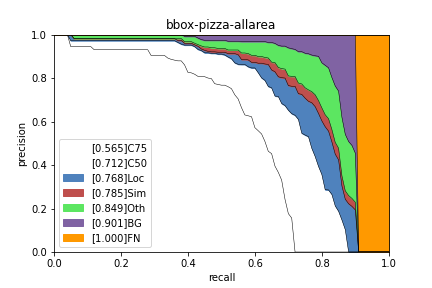 bbox-pizza-allarea
1.0
0.8
0.6
0.4
0.2
0.0
precision
[0.565]C75
[0.712]C50
[0.768]Loc
[0.785]Sim
[0.849]Oth
[0.901]BG
[1.000]FN
0.0 0.2 0.4 0.6 0.8 1.0
recall